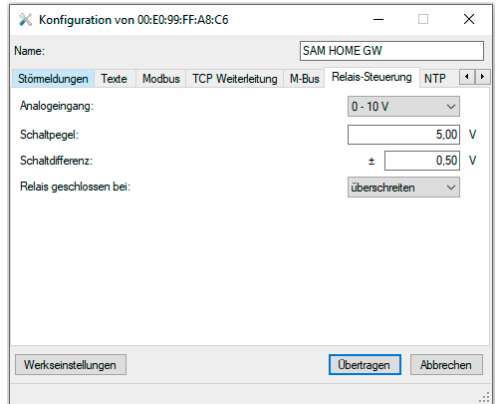 Konfiguration von 00:E0:99:FF:A8:C6
Name: SAM HOME GW
Störmeldungen Texte Modbus TCP Weiterleitung M-Bus Relais-Steuerung NTP
Analogeingang: 0 - 10 V
Schaltpegel: 5,00 V
Schaltdifferenz: ± 0,50 V
Relais geschlossen bei: überschreiten
Werkseinstellungen Übertragen Abbrechen